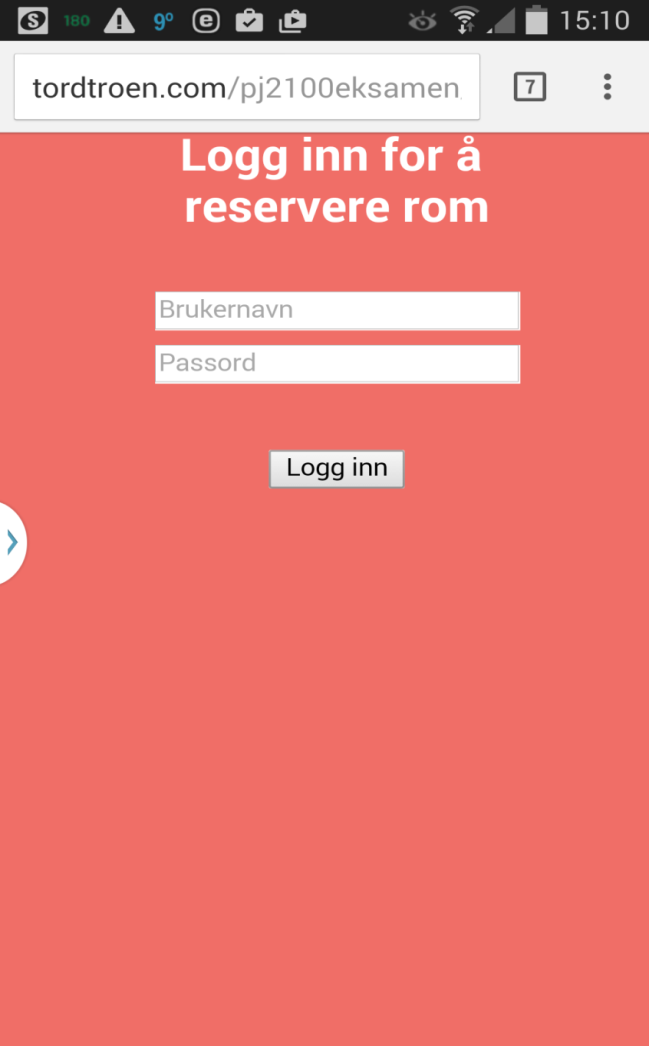 180 9° 15:10
tordtroen.com/pj2100eksamen 7
Logg inn for å
reservere rom
Brukernavn
Passord
Logg inn